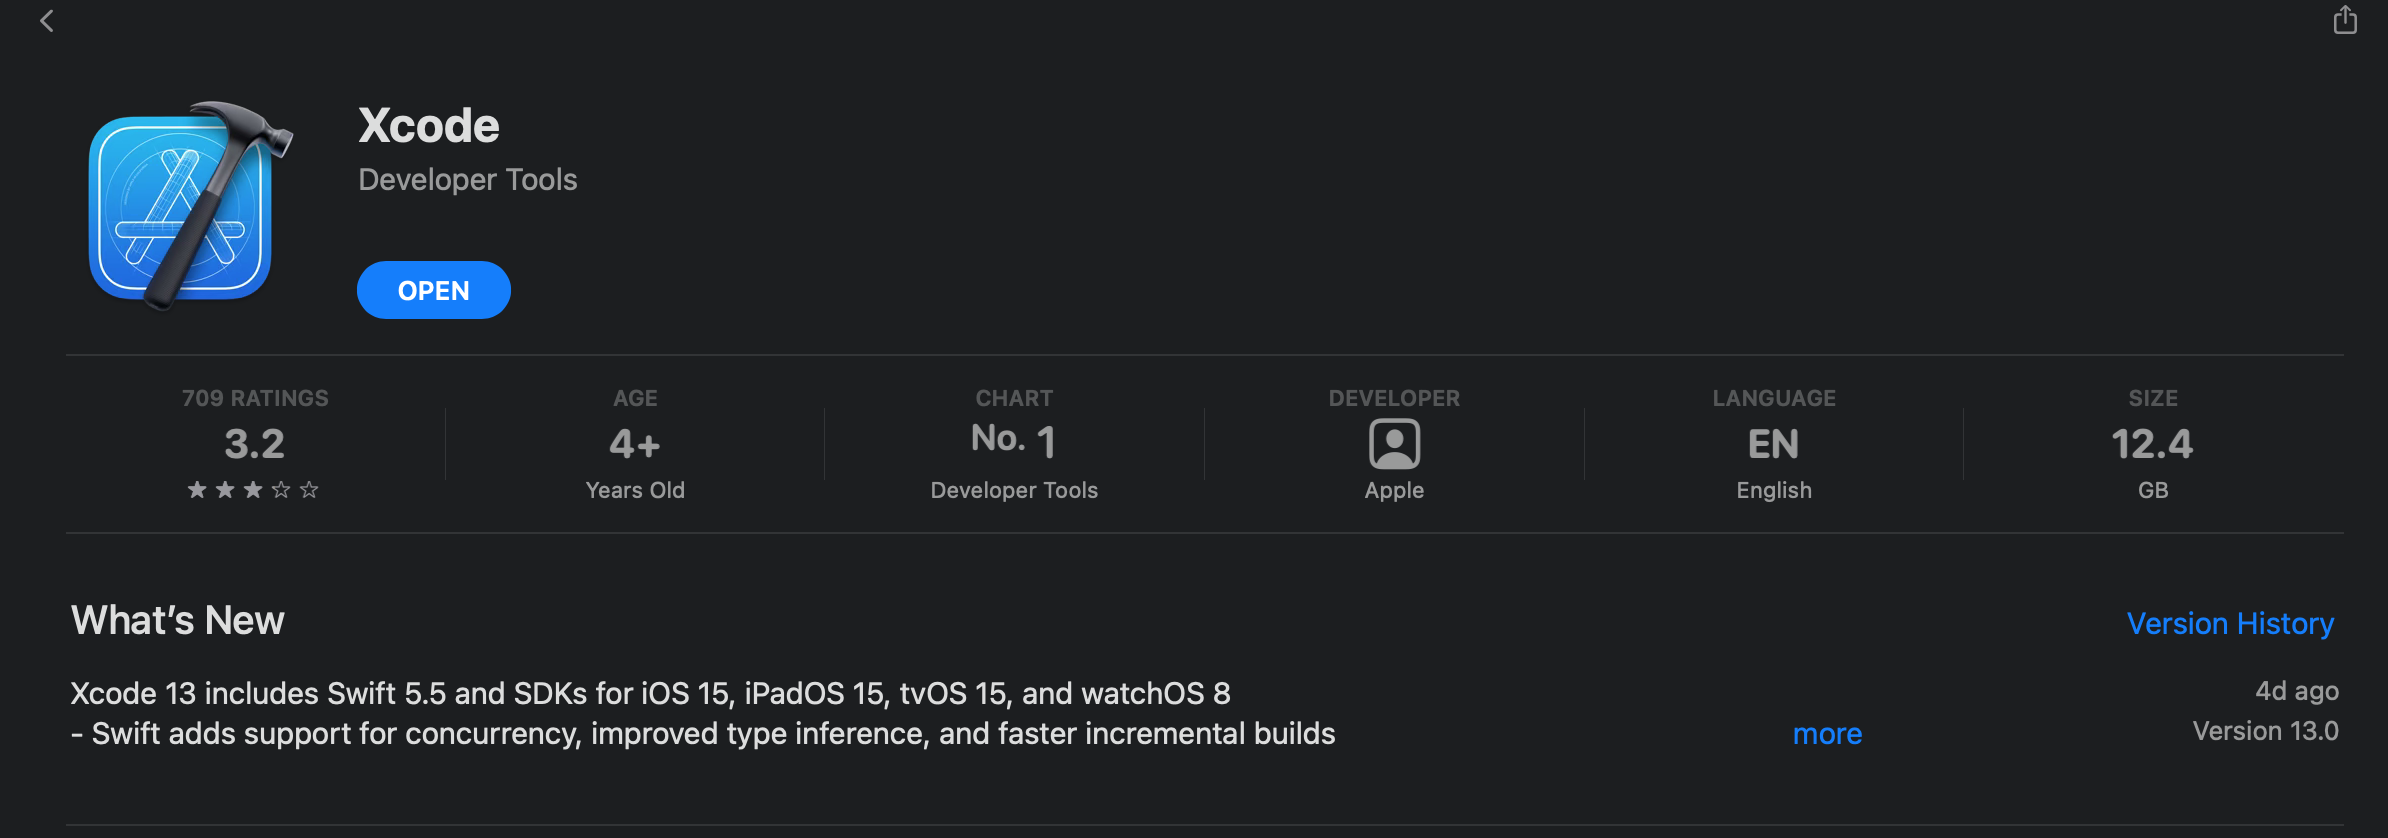 Xcode
Developer Tools
OPEN
709 RATINGS
3.2
AGE
4+
Years Old
CHART
No. 1
Developer Tools
DEVELOPER
Apple
LANGUAGE
EN
English
SIZE
12.4
GB
What's New
Version History
Xcode 13 includes Swift 5.5 and SDKs for iOS 15, iPadOS 15, tvOS 15, and watchOS 8
- Swift adds support for concurrency, improved type inference, and faster incremental builds
more
4d ago
Version 13.0